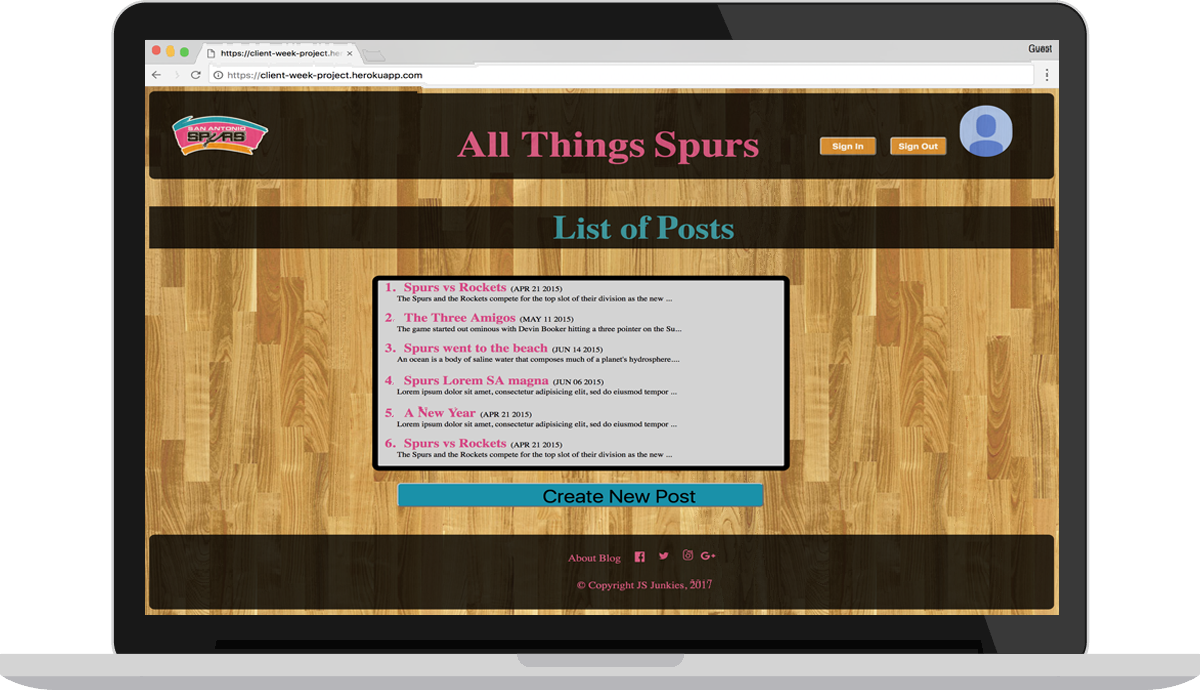 https://client-week-project.he
Guest
https://client-week-project.herokuapp.com
SAN ANTONIO
SPURS
All Things Spurs
Sign In
Sign Out
List of Posts
1. Spurs vs Rockets (APR 21 2015)
The Spurs and the Rockets compete for the top slot of their division as the new ...
2. The Three Amigos (MAY 11 2015)
The game started out ominous with Devin Booker hitting a three pointer on the Su...
3. Spurs went to the beach (JUN 14 2015)
An ocean is a body of saline water that composes much of a planet's hydrosphere....
4. Spurs Lorem SA magna (JUN 06 2015)
Lorem ipsum dolor sit amet, consectetur adipisicing elit, sed do eiusmod tempor ...
5. A New Year (APR 21 2015)
Lorem ipsum dolor sit amet, consectetur adipisicing elit, sed do eiusmod tempor ...
6. Spurs vs Rockets (APR 21 2015)
The Spurs and the Rockets compete for the top slot of their division as the new ...
Create New Post
About Blog
G+
© Copyright JS Junkies, 2017